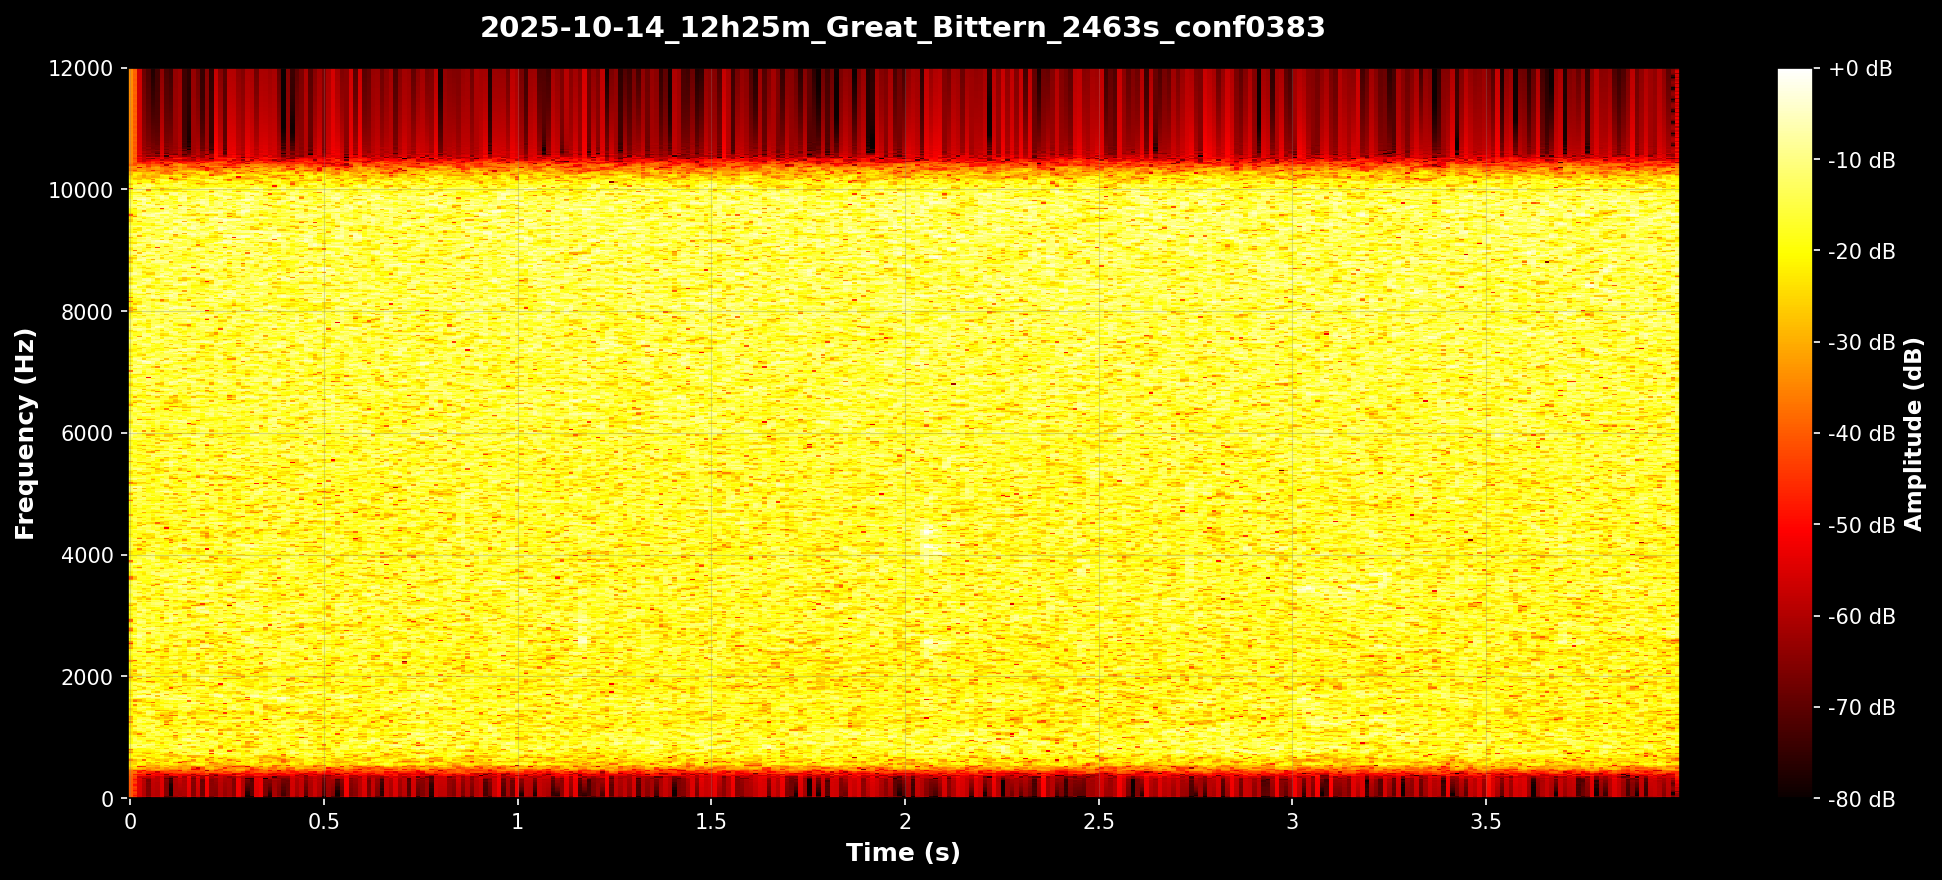 2025-10-14_12h25m_Great_Bittern_2463s_conf0383
12000
10000
8000
6000
4000
2000
0
Frequency (Hz)
0
0.5
1
1.5
2
2.5
3
3.5
Time (s)
+0 dB
-10 dB
-20 dB
-30 dB
-40 dB
-50 dB
-60 dB
-70 dB
-80 dB
Amplitude (dB)